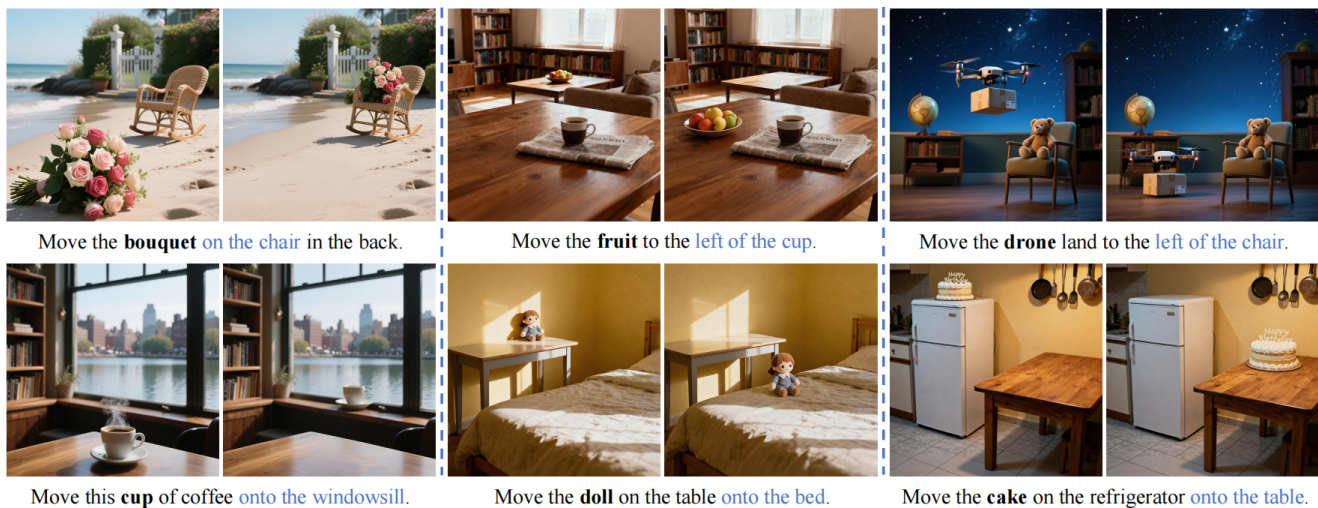 Move the bouquet on the chair in the back.
Move the fruit to the left of the cup.
Move the drone land to the left of the chair.
Happy
Birthday
Move this cup of coffee onto the windowsill.
Move the doll on the table onto the bed.
Move the cake on the refrigerator onto the table.